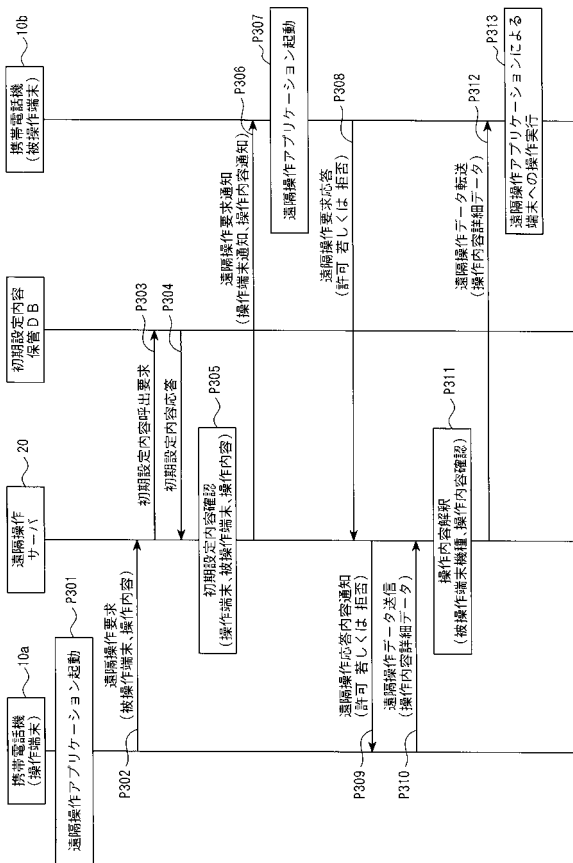 10a
携帯電話機
(操作端末)
20
遠隔操作
サーバ
初期設定内容
保管DB
10b
携帯電話機
(被操作端末)
P301
遠隔操作アプリケーション起動
P302
遠隔操作要求
(被操作端末、操作内容)
P303
初期設定内容呼出要求
P304
初期設定内容応答
P305
初期設定内容確認
(操作端末、被操作端末、操作内容)
P306
遠隔操作要求通知
(操作端末通知、操作内容通知)
P307
遠隔操作アプリケーション起動
P308
遠隔操作要求応答
(許可 若しくは 拒否)
P309
遠隔操作応答内容通知
(許可 若しくは 拒否)
P310
遠隔操作データ送信
(操作内容詳細データ)
P311
操作内容解釈
(被操作端末機種、操作内容確認)
P312
遠隔操作データ転送
(操作内容詳細データ)
P313
遠隔操作アプリケーションによる
端末への操作実行